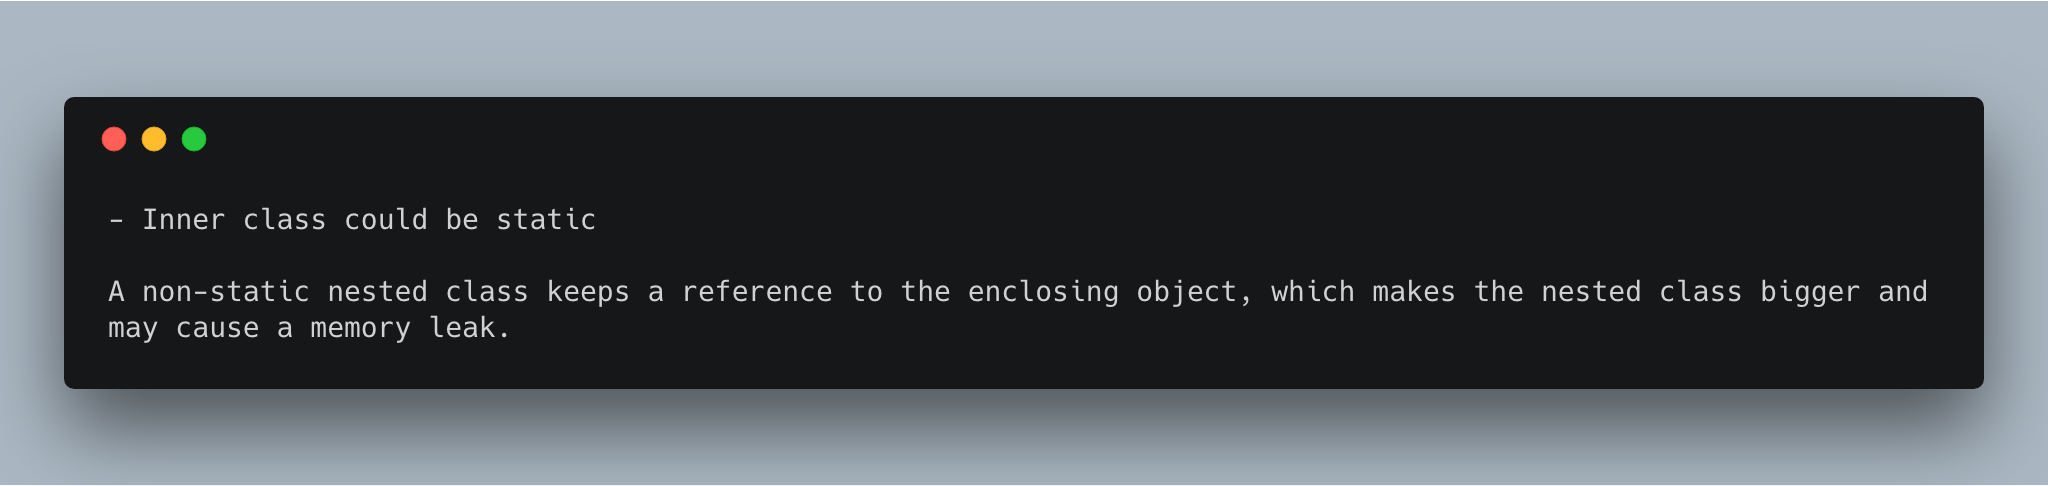 - Inner class could be static
A non-static nested class keeps a reference to the enclosing object, which makes the nested class bigger and
may cause a memory leak.